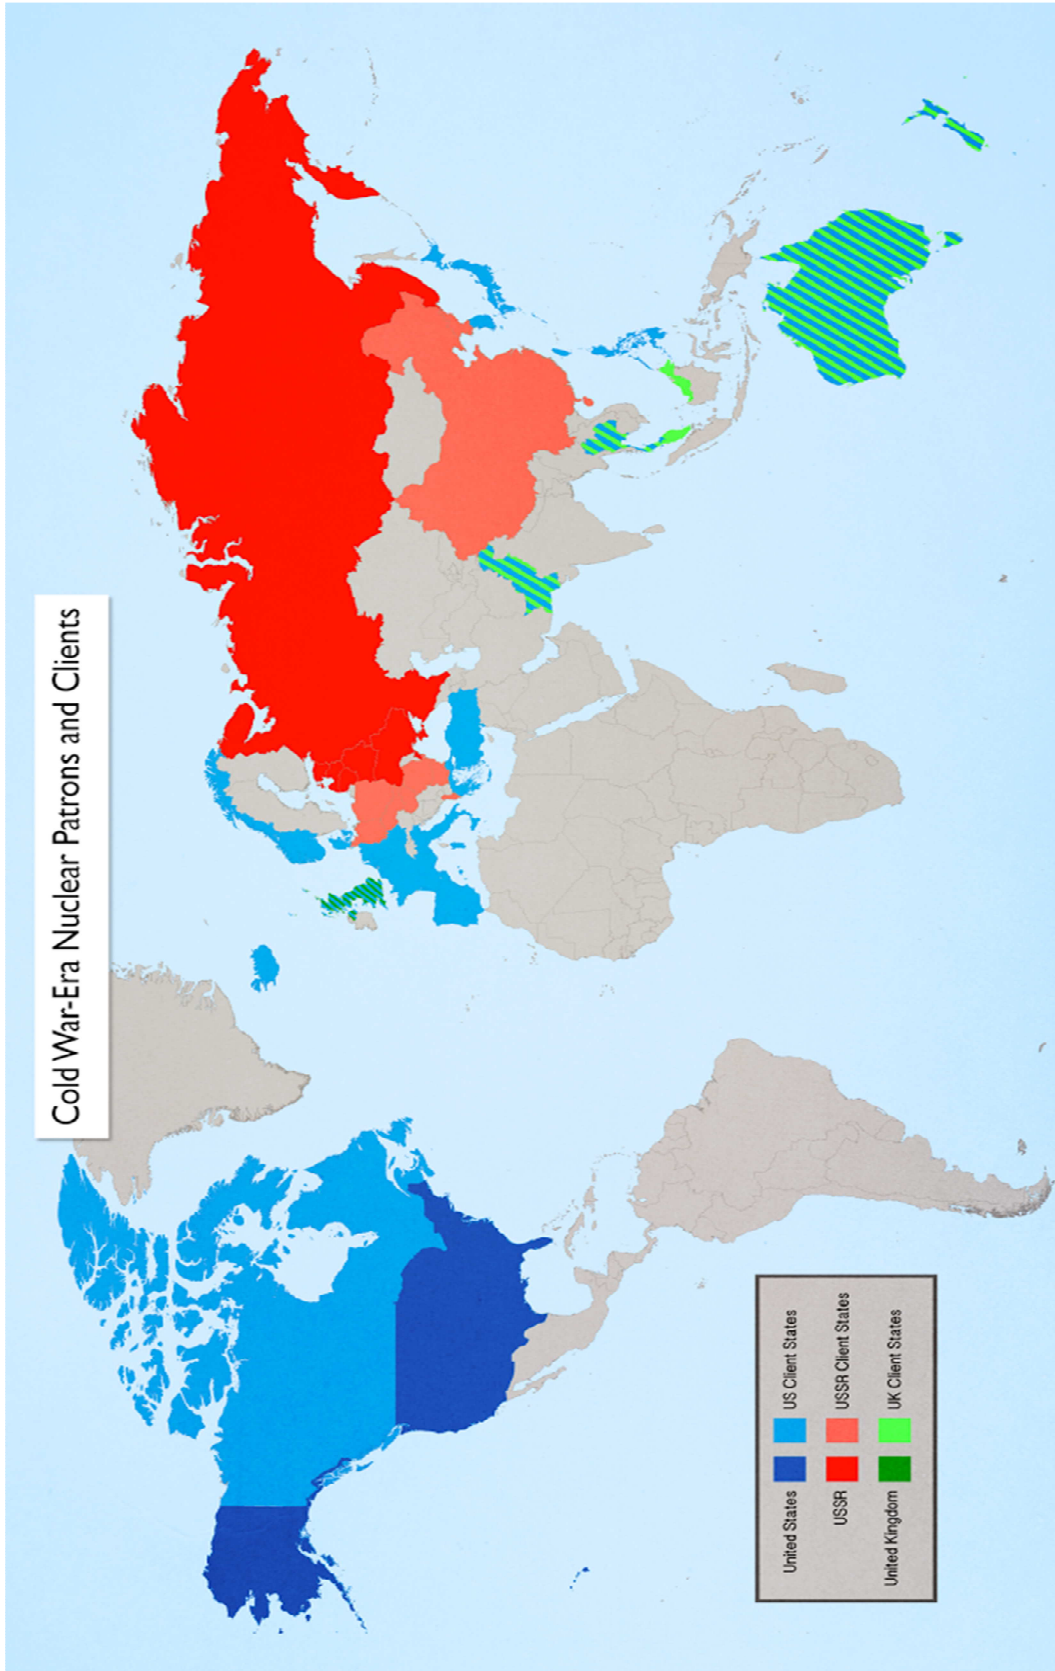 Cold War-Era Nuclear Patrons and Clients
United States
US Client States
USSR
USSR Client States
United Kingdom
UK Client States